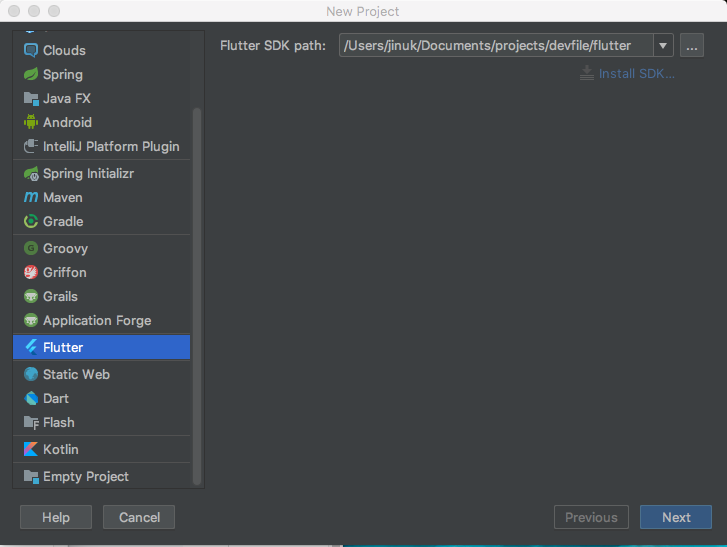 New Project
Clouds
Spring
Java FX
Android
IntelliJ Platform Plugin
Spring Initializr
Maven
Gradle
Groovy
Griffon
Grails
Application Forge
Flutter
Static Web
Dart
Flash
Kotlin
Empty Project
Flutter SDK path: /Users/jinuk/Documents/projects/devfile/flutter ...
Install SDK...
Help Cancel Previous Next